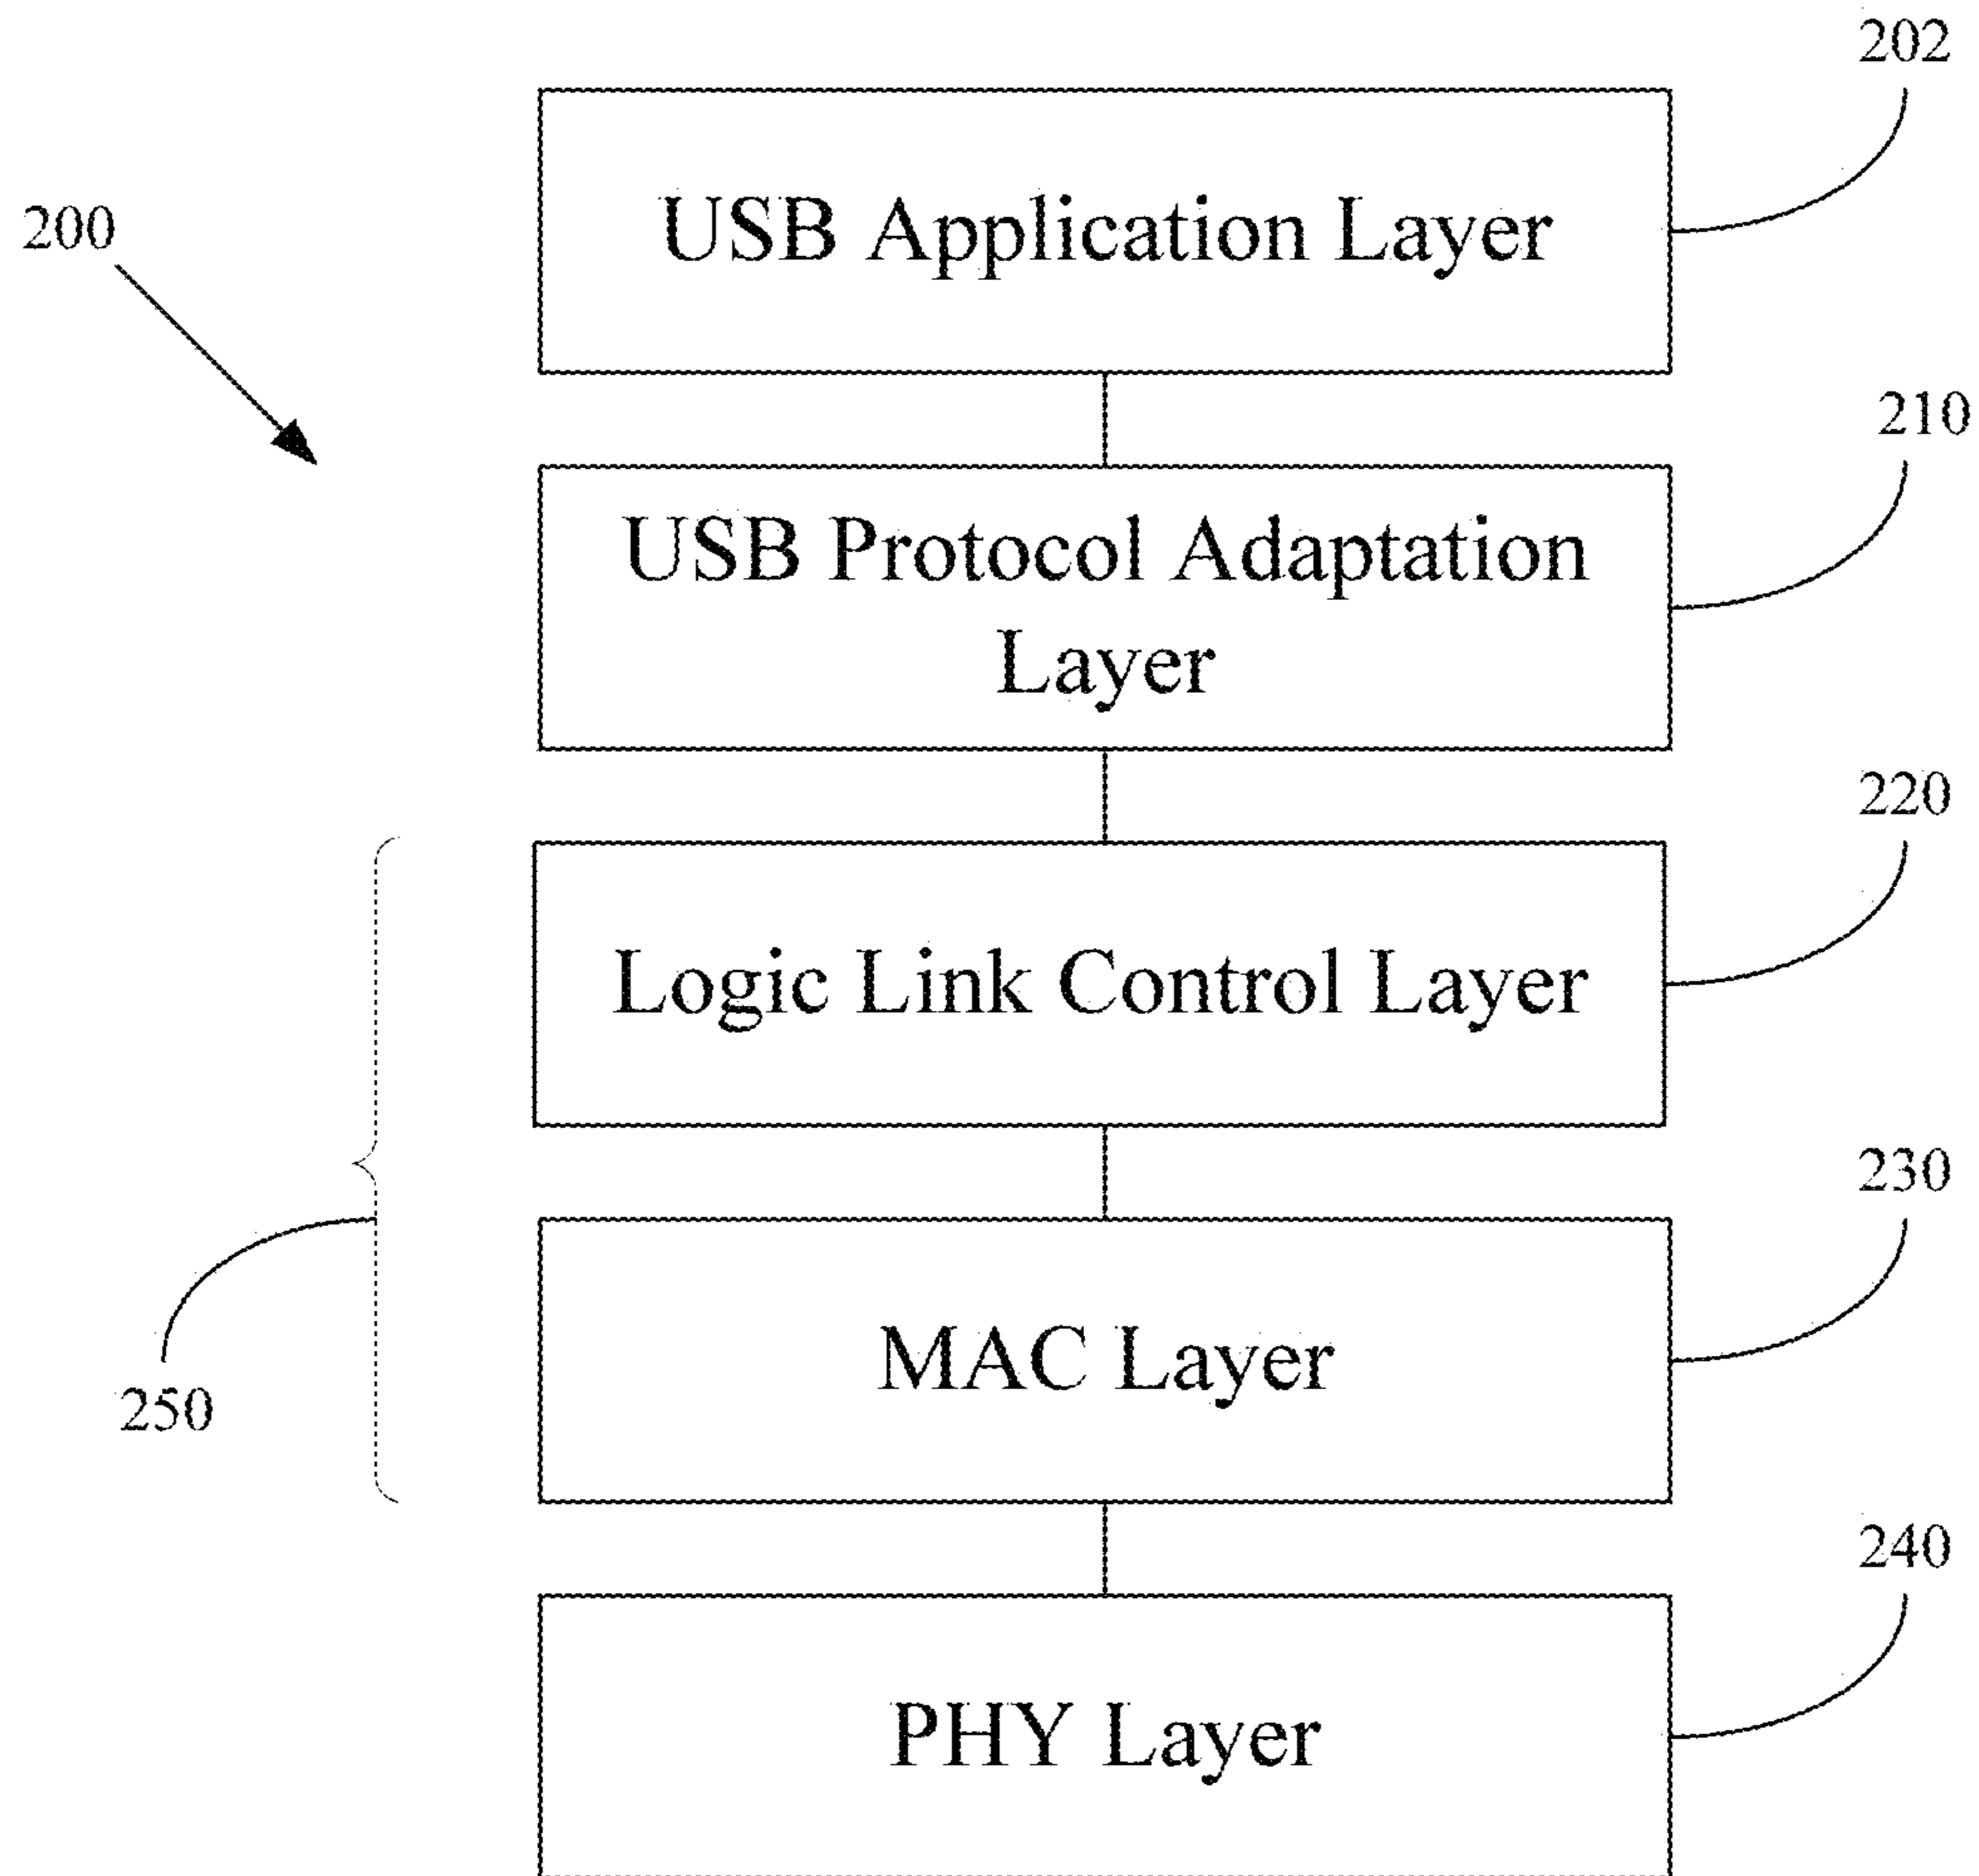 202
USB Application Layer
200
210
USB Protocol Adaptation
Layer
220
Logic Link Control Layer
230
MAC Layer
250
240
PHY Layer